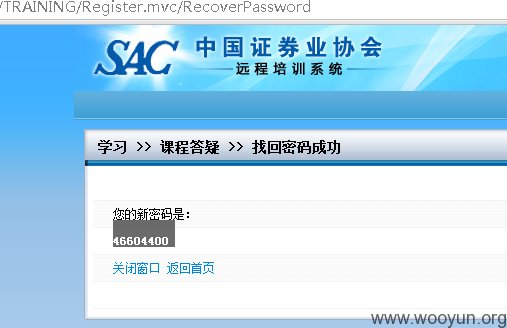 /TRAINING/Register.mvc/RecoverPassword
SAC 中国证券业协会
远程培训系统
学习 >> 课程答疑 >> 找回密码成功
您的新密码是：
46604400
关闭窗口 返回首页
www.wooyun.org